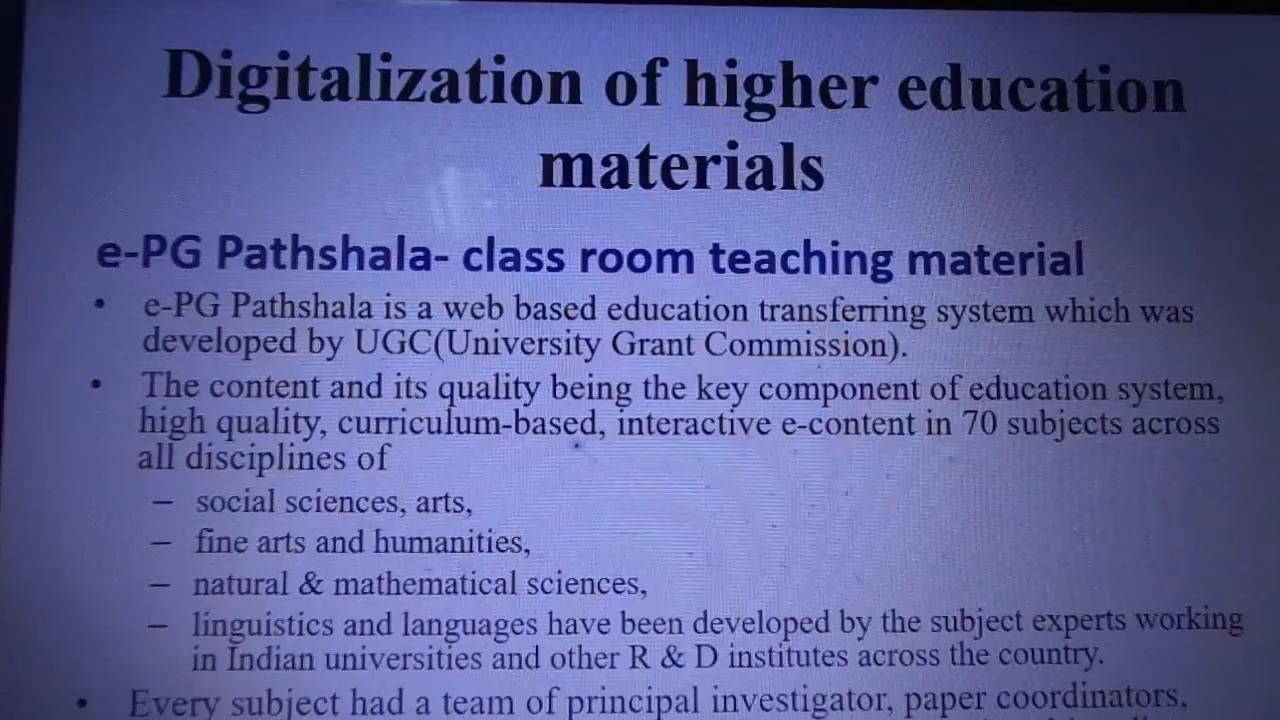 Digitalization of higher education
materials
e-PG Pathshala- class room teaching material
• e-PG Pathshala is a web based education transferring system which was
developed by UGC(University Grant Commission).
• The content and its quality being the key component of education system,
high quality, curriculum-based, interactive e-content in 70 subjects across
all disciplines of
– social sciences, arts,
– fine arts and humanities,
– natural & mathematical sciences,
– linguistics and languages have been developed by the subject experts working
in Indian universities and other R & D institutes across the country.
• Every subject had a team of principal investigator, paper coordinators,